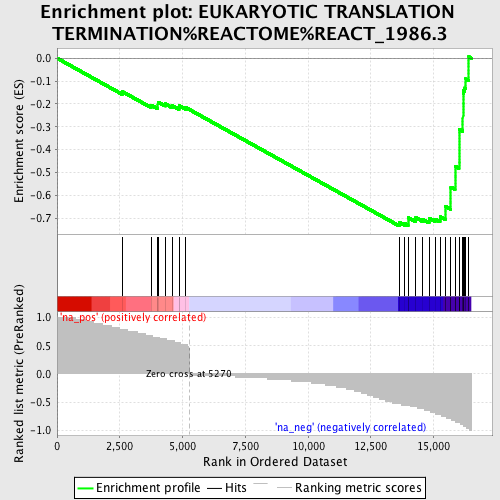 Enrichment plot: EUKARYOTIC TRANSLATION
TERMINATION%REACTOME%REACT_1986.3
Enrichment score (ES)
0.0
-0.1
-0.2
-0.3
-0.4
-0.5
-0.6
-0.7
Ranked list metric (PreRanked)
1.0
0.5
0.0
-0.5
-1.0
'na_pos' (positively correlated)
Zero cross at 5270
'na_neg' (negatively correlated)
0
2,500
5,000
7,500
10,000
12,500
15,000
Rank in Ordered Dataset
Enrichment profile
Hits
Ranking metric scores